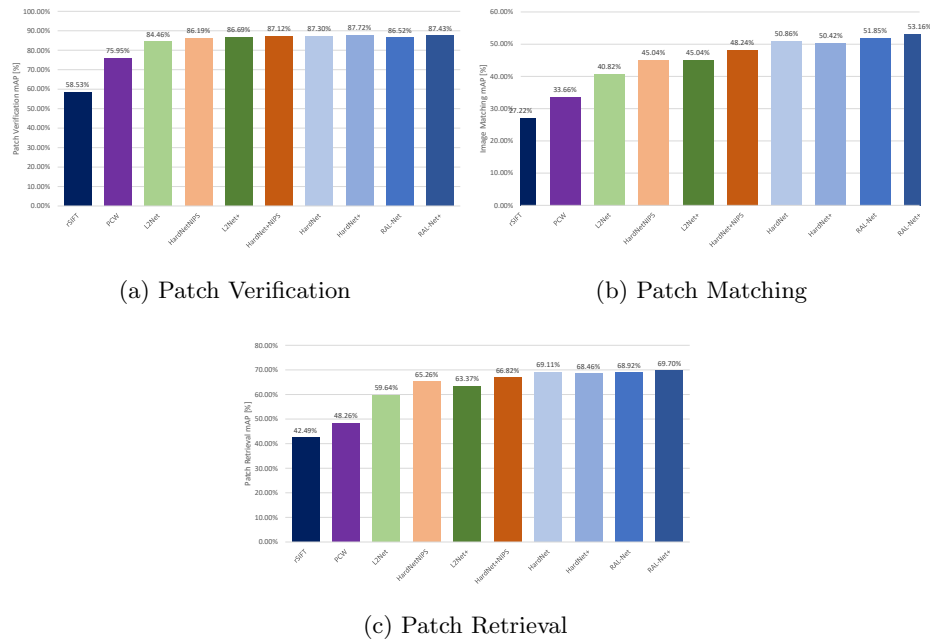 100.00%
90.00%
80.00%
70.00%
60.00%
50.00%
40.00%
30.00%
20.00%
10.00%
0.00%
Patch Verification mAP [%]
58.53%
75.95%
84.46%
86.19%
86.69%
87.12%
87.30%
87.72%
86.52%
87.43%
rSIFT
PCW
L2Net
HardNetNIPS
L2Net+
HardNet+NIPS
HardNet
HardNet+
RAL-Net
RAL-Net+
(a) Patch Verification
60.00%
50.00%
40.00%
30.00%
20.00%
10.00%
0.00%
Image Matching mAP [%]
27.22%
33.66%
40.82%
45.04%
45.04%
48.24%
50.86%
50.42%
51.85%
53.16%
rSIFT
PCW
L2Net
HardNetNIPS
L2Net+
HardNet+NIPS
HardNet
HardNet+
RAL-Net
RAL-Net+
(b) Patch Matching
80.00%
70.00%
60.00%
50.00%
40.00%
30.00%
20.00%
10.00%
0.00%
Patch Retrieval mAP [%]
42.49%
48.26%
59.64%
65.26%
63.37%
66.82%
69.11%
68.46%
68.92%
69.70%
rSIFT
PCW
L2Net
HardNetNIPS
L2Net+
HardNet+NIPS
HardNet
HardNet+
RAL-Net
RAL-Net+
(c) Patch Retrieval